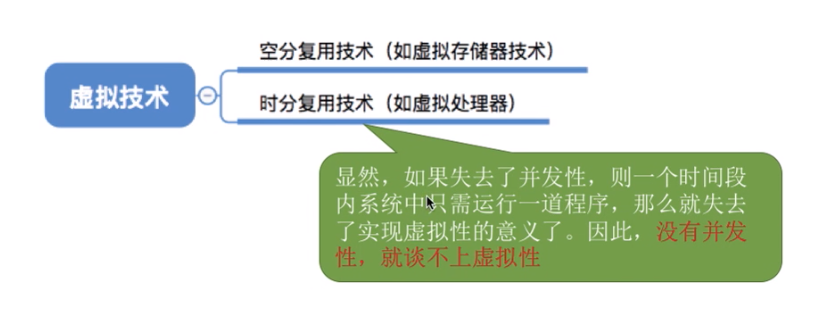 虚拟技术
空分复用技术（如虚拟存储器技术）
时分复用技术（如虚拟处理器）
显然，如果失去了并发性，则一个时间段
内系统中只需运行一道程序，那么就失去
了实现虚拟性的意义了。因此，没有并发
性，就谈不上虚拟性